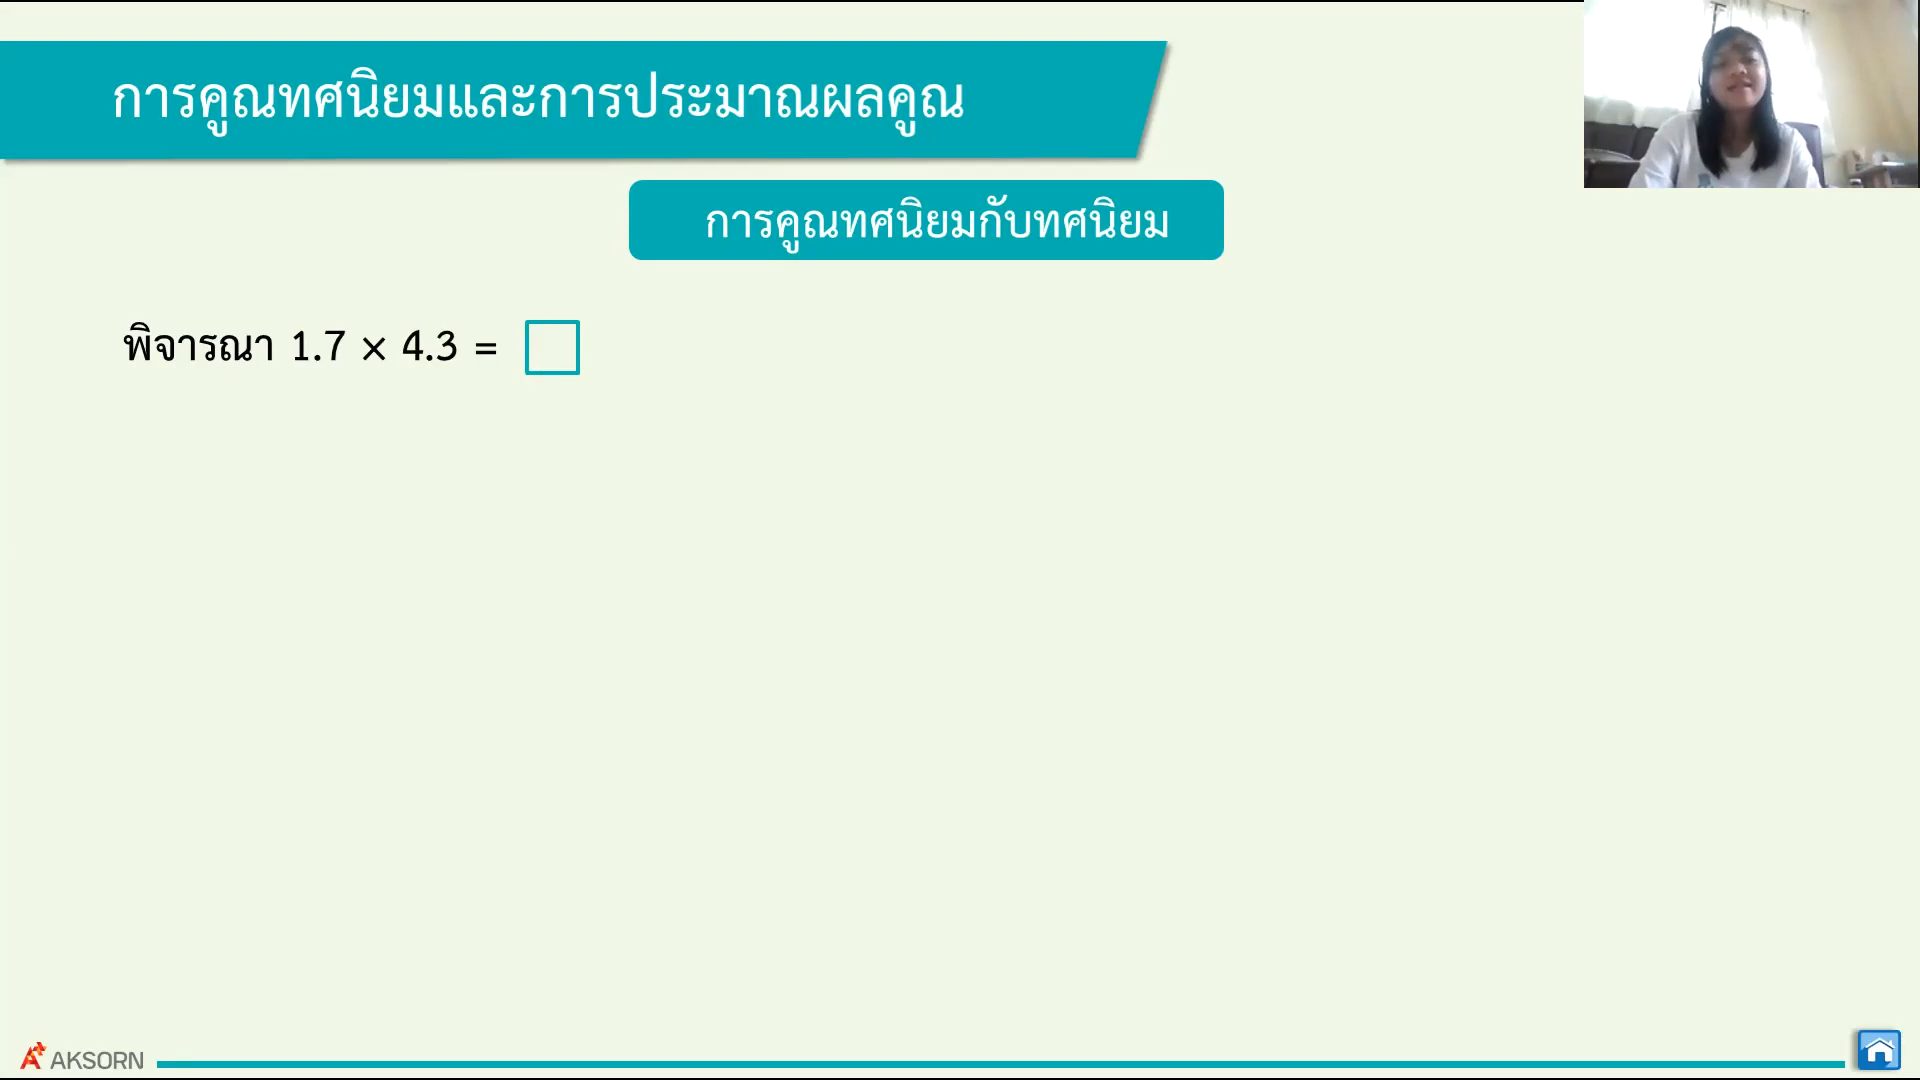 การคูณทศนิยมและการประมาณผลคูณ
การคูณทศนิยมกับทศนิยม
พิจารณา 1.7 × 4.3 =
AKSORN